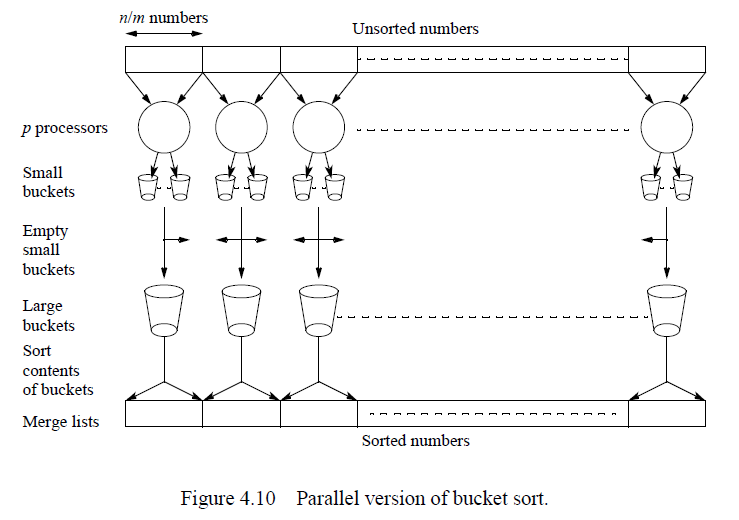 n/m numbers
Unsorted numbers
p processors
Small
buckets
Empty
small
buckets
Large
buckets
Sort
contents
of buckets
Merge lists
Sorted numbers
Figure 4.10 Parallel version of bucket sort.